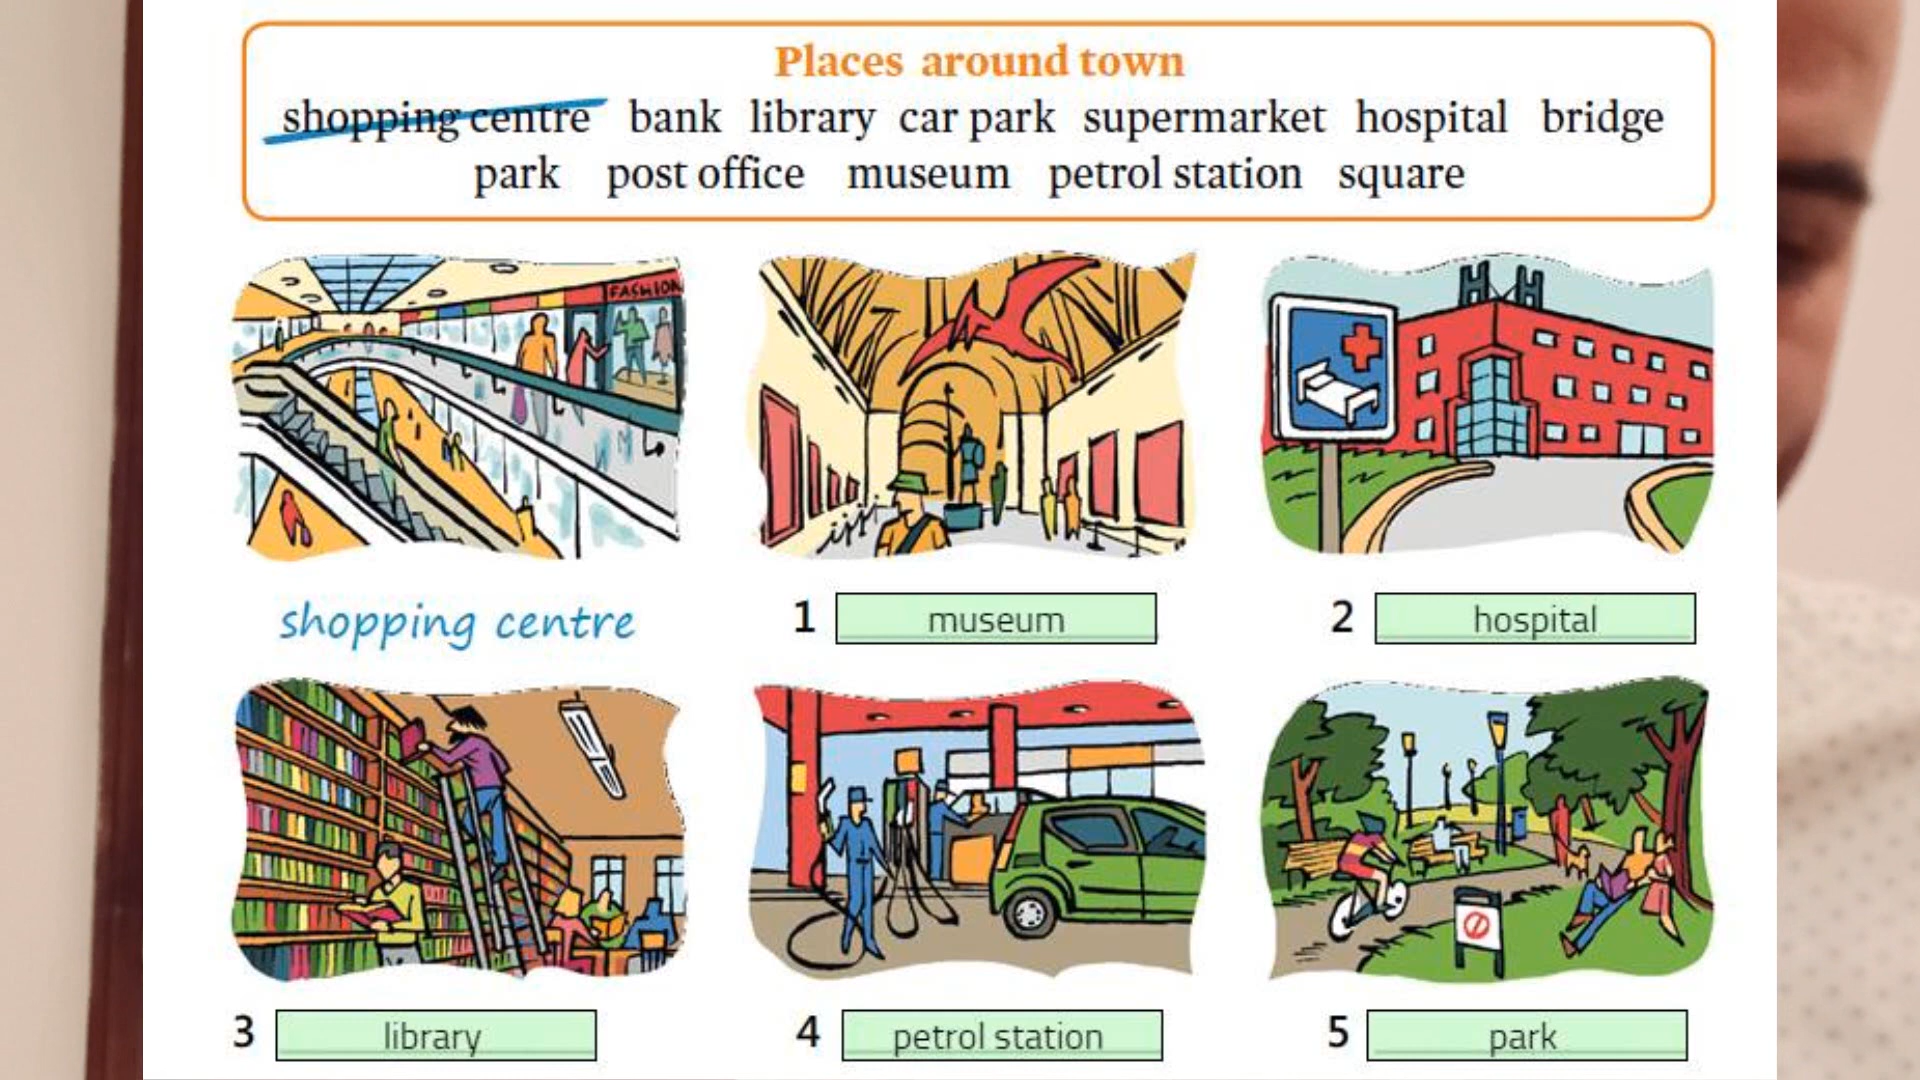 Places around town
shopping centre bank library car park supermarket hospital bridge
park post office museum petrol station square
FASHION
H H
shopping centre
1 museum
2 hospital
3 library
4 petrol station
5 park